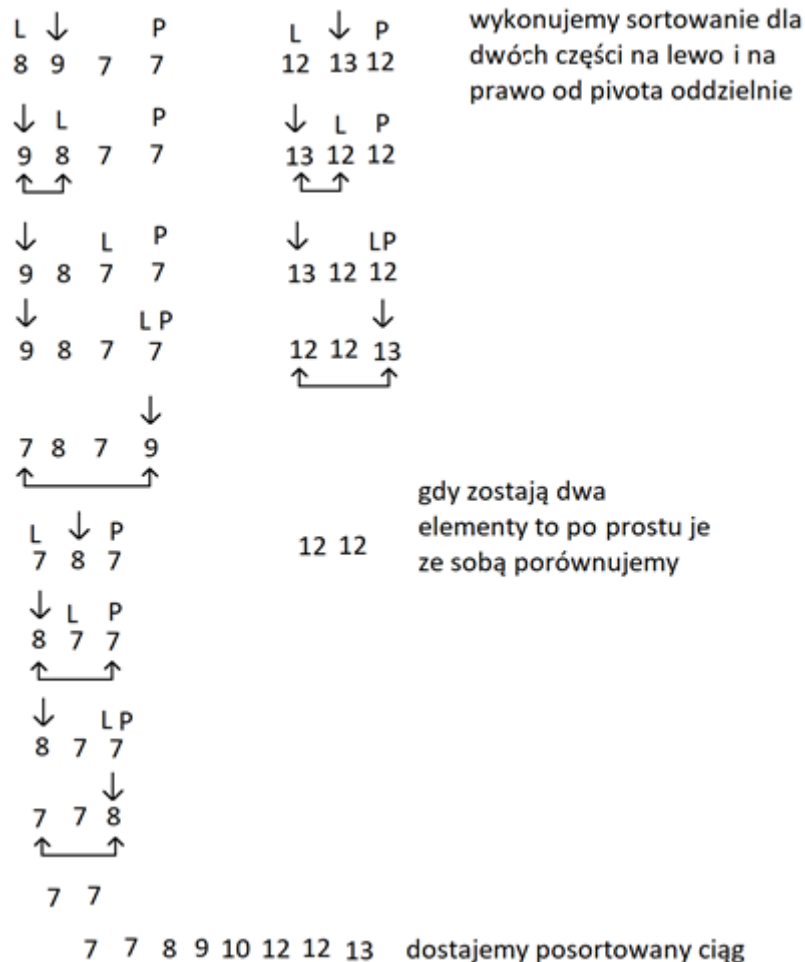 L ↓ P L ↓ P
8 9 7 7 12 13 12
wykonujemy sortowanie dla
dwóch części na lewo i na
prawo od pivota oddzielnie
↓ L P ↓ L P
9 8 7 7 13 12 12
↓ L P ↓ LP
9 8 7 7 13 12 12
↓ L P ↓
9 8 7 7 12 12 13
↓
7 8 7 9
gdy zostają dwa
elementy to po prostu je
ze sobą porównujemy
L ↓ P
7 8 7 12 12
↓ L P
8 7 7
↓ L P
8 7 7
↓
7 7 8
7 7
7 7 8 9 10 12 12 13 dostajemy posortowany ciąg